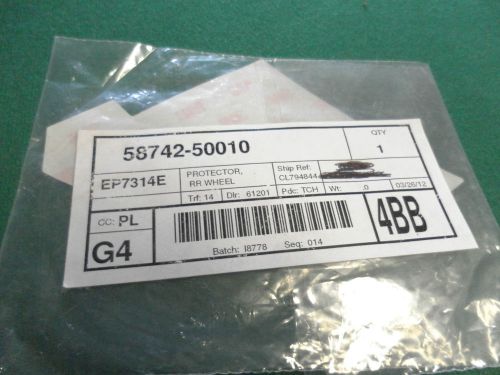 58742-50010
QTY
1
EP7314E
PROTECTOR,
RR WHEEL
Ship Ref:
CL794844
Trf: 14 Dlr: 61201 Pdc: TCH Wt: .0 03/26/12
CC: PL
G4
4BB
Batch: I8778 Seq: 014